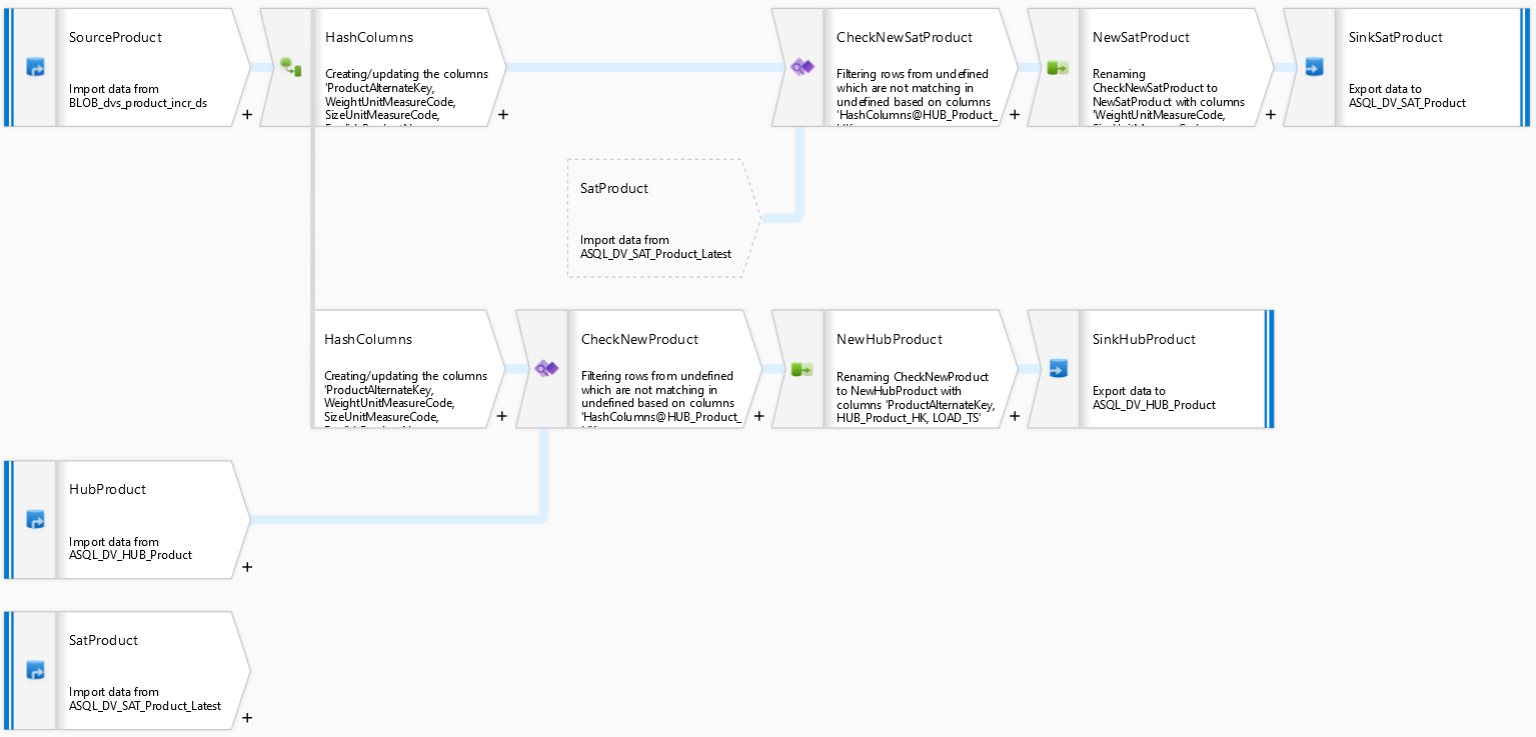 SourceProduct
Import data from
BLOB_dvs_product_incr_ds
+
HashColumns
Creating/updating the columns
'ProductAlternateKey,
WeightUnitMeasureCode,
SizeUnitMeasureCode,
+
CheckNewSatProduct
Filtering rows from undefined
which are not matching in
undefined based on columns
'HashColumns@HUB_Product_
+
NewSatProduct
Renaming
CheckNewSatProduct to
NewSatProduct with columns
'WeightUnitMeasureCode,
+
SinkSatProduct
Export data to
ASQL_DV_SAT_Product
SatProduct
Import data from
ASQL_DV_SAT_Product_Latest
HashColumns
Creating/updating the columns
'ProductAlternateKey,
WeightUnitMeasureCode,
SizeUnitMeasureCode,
+
CheckNewProduct
Filtering rows from undefined
which are not matching in
undefined based on columns
'HashColumns@HUB_Product_
+
NewHubProduct
Renaming CheckNewProduct
to NewHubProduct with
columns 'ProductAlternateKey,
HUB_Product_HK, LOAD_TS'
+
SinkHubProduct
Export data to
ASQL_DV_HUB_Product
HubProduct
Import data from
ASQL_DV_HUB_Product
+
SatProduct
Import data from
ASQL_DV_SAT_Product_Latest
+